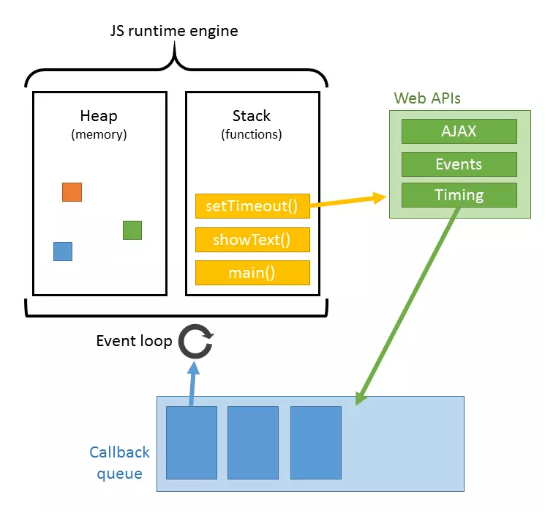 JS runtime engine
Heap
(memory)
Stack
(functions)
setTimeout()
showText()
main()
Web APIs
AJAX
Events
Timing
Event loop
Callback
queue